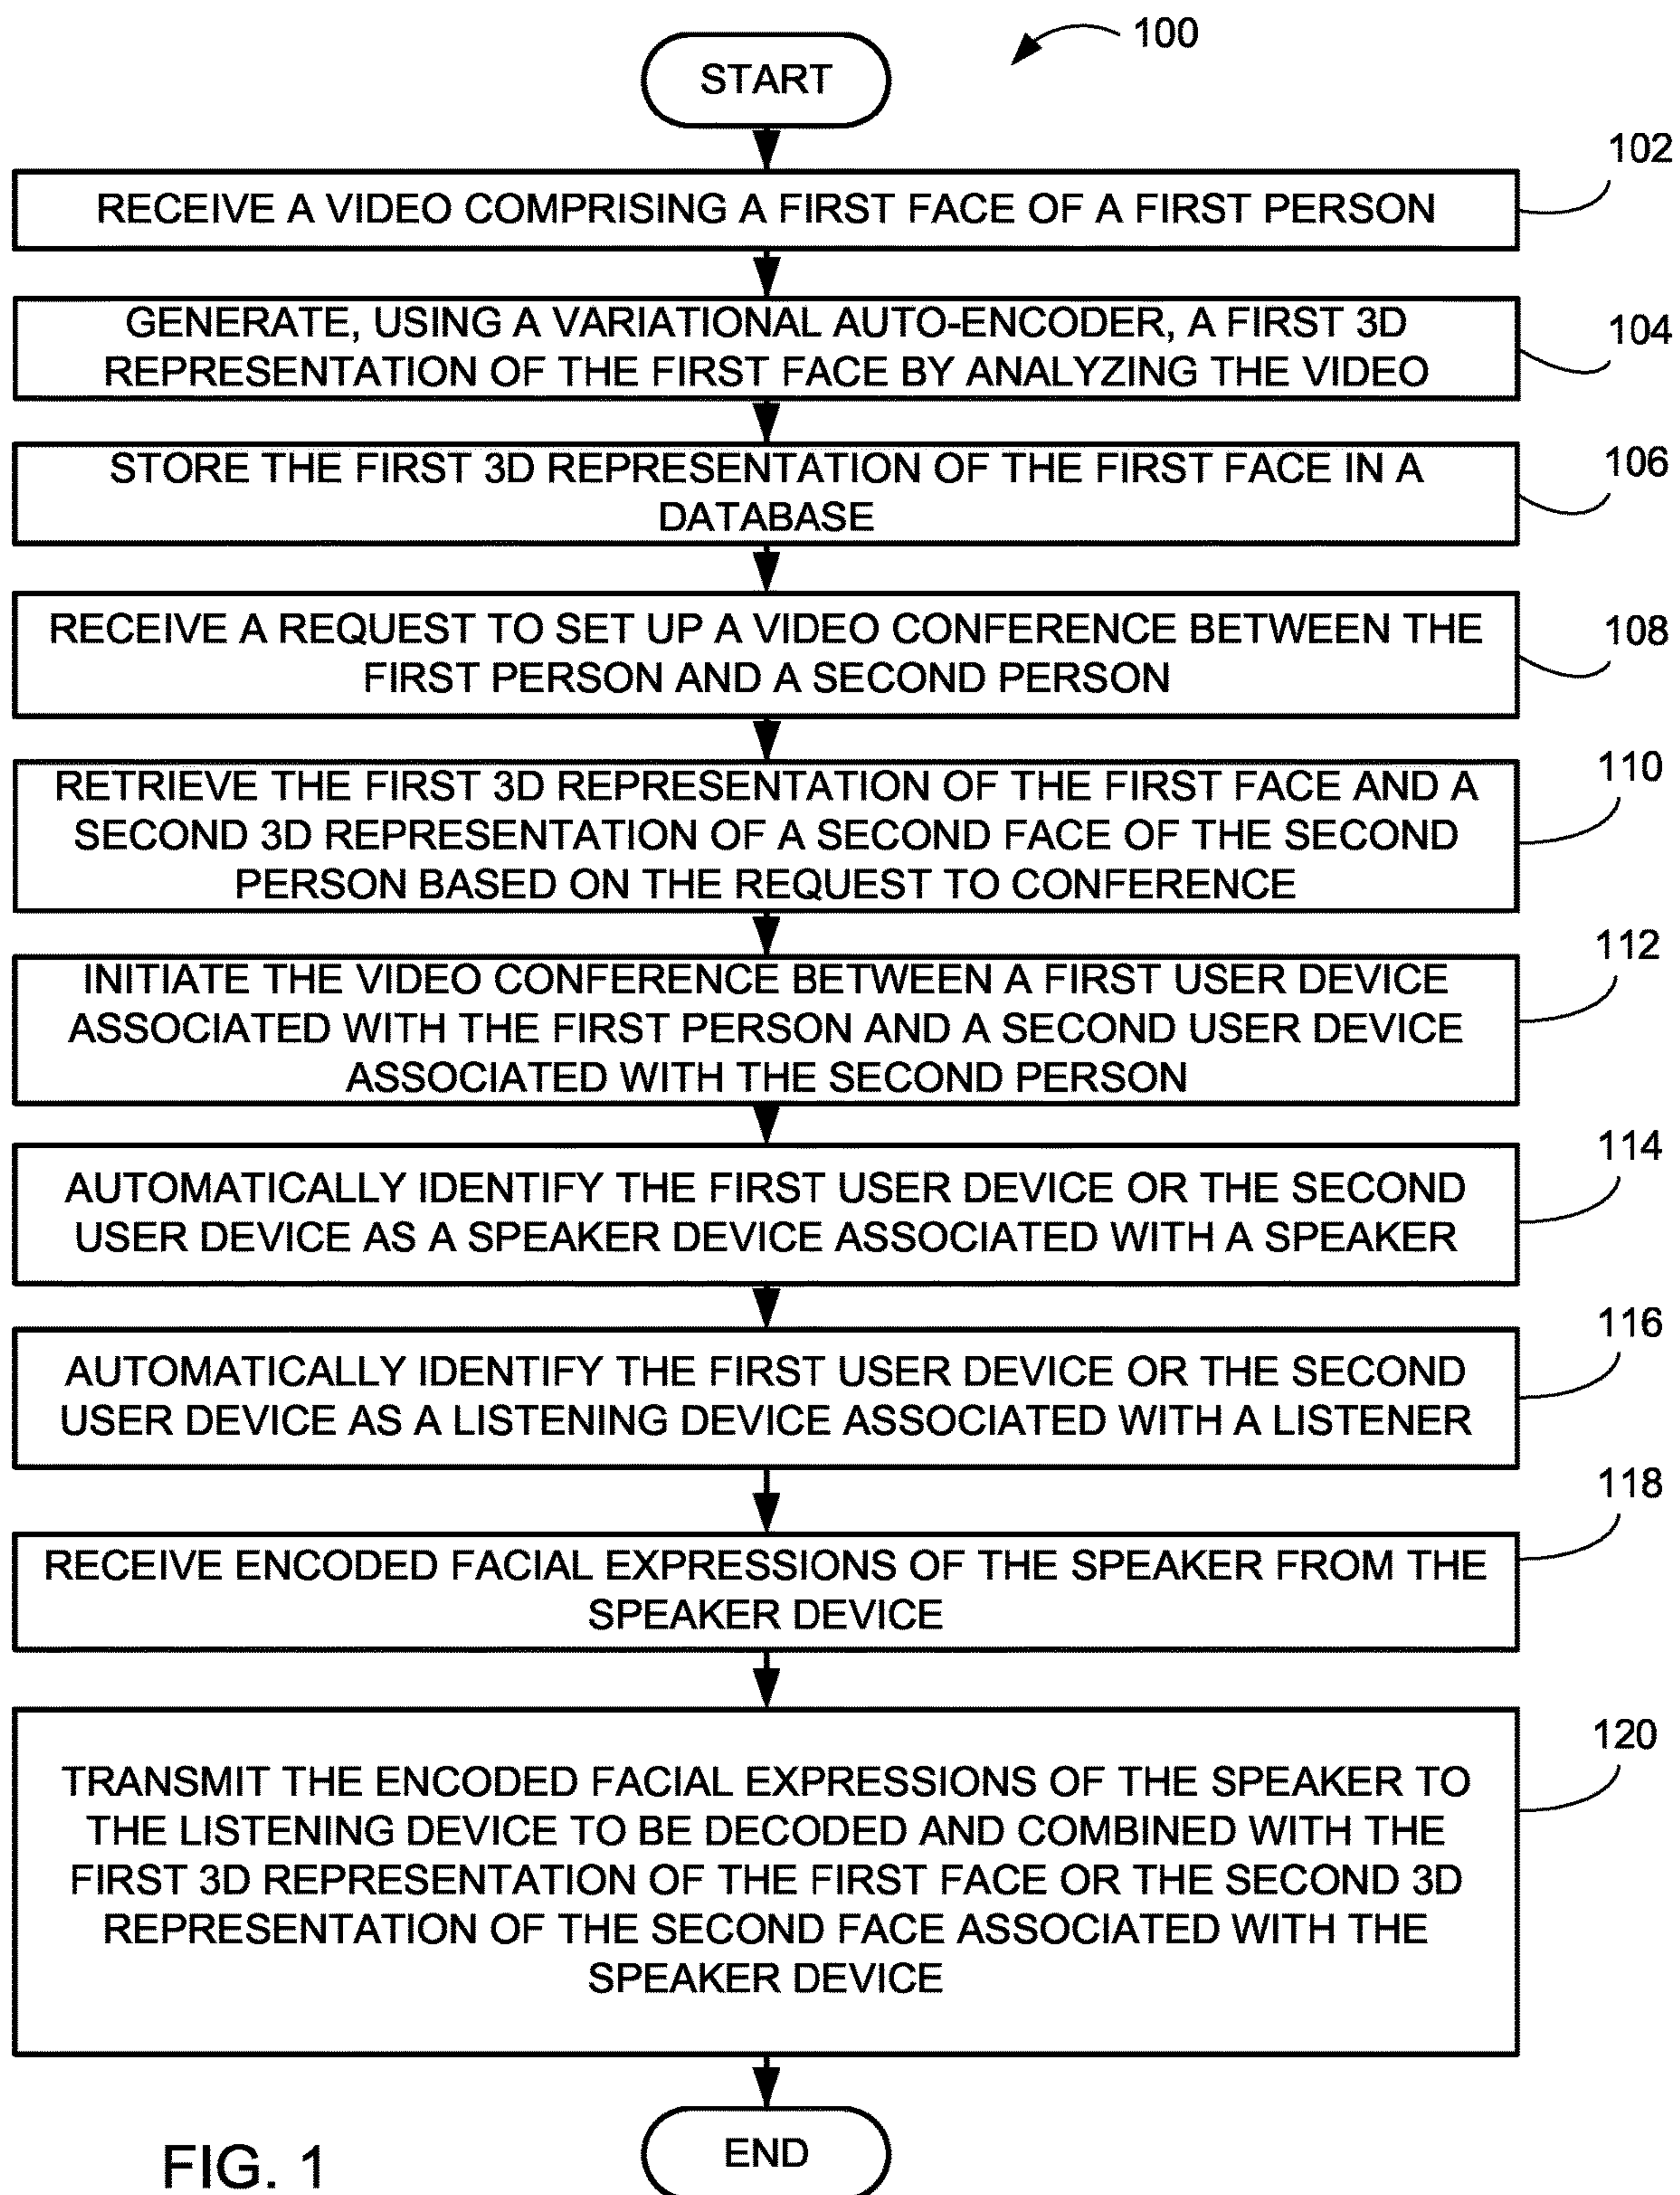 100
START
102
RECEIVE A VIDEO COMPRISING A FIRST FACE OF A FIRST PERSON
104
GENERATE, USING A VARIATIONAL AUTO-ENCODER, A FIRST 3D
REPRESENTATION OF THE FIRST FACE BY ANALYZING THE VIDEO
106
STORE THE FIRST 3D REPRESENTATION OF THE FIRST FACE IN A
DATABASE
108
RECEIVE A REQUEST TO SET UP A VIDEO CONFERENCE BETWEEN THE
FIRST PERSON AND A SECOND PERSON
110
RETRIEVE THE FIRST 3D REPRESENTATION OF THE FIRST FACE AND A
SECOND 3D REPRESENTATION OF A SECOND FACE OF THE SECOND
PERSON BASED ON THE REQUEST TO CONFERENCE
112
INITIATE THE VIDEO CONFERENCE BETWEEN A FIRST USER DEVICE
ASSOCIATED WITH THE FIRST PERSON AND A SECOND USER DEVICE
ASSOCIATED WITH THE SECOND PERSON
114
AUTOMATICALLY IDENTIFY THE FIRST USER DEVICE OR THE SECOND
USER DEVICE AS A SPEAKER DEVICE ASSOCIATED WITH A SPEAKER
116
AUTOMATICALLY IDENTIFY THE FIRST USER DEVICE OR THE SECOND
USER DEVICE AS A LISTENING DEVICE ASSOCIATED WITH A LISTENER
118
RECEIVE ENCODED FACIAL EXPRESSIONS OF THE SPEAKER FROM THE
SPEAKER DEVICE
120
TRANSMIT THE ENCODED FACIAL EXPRESSIONS OF THE SPEAKER TO
THE LISTENING DEVICE TO BE DECODED AND COMBINED WITH THE
FIRST 3D REPRESENTATION OF THE FIRST FACE OR THE SECOND 3D
REPRESENTATION OF THE SECOND FACE ASSOCIATED WITH THE
SPEAKER DEVICE
END
FIG. 1